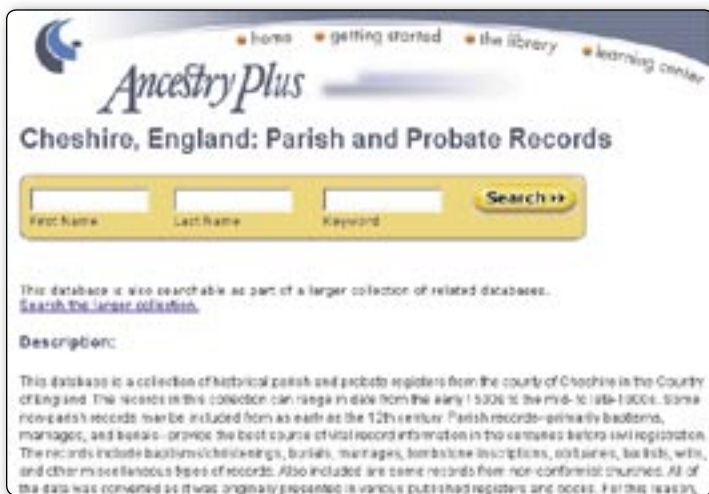 home getting started the library learning center
Ancestry Plus
Cheshire, England: Parish and Probate Records
Search
First Name Last Name Keyword
This database is also searchable as part of a larger collection of related databases.
Search the larger collection.
Description:
This database is a collection of historical parish and probate registers from the county of Cheshire in the Country
of England. The records in this collection can range in date from the early 1500s to the mid- to late-1800s. Some
non-parish records may be included from as early as the 12th century. Parish records--primarily baptisms,
marriages, and burials--provide the best source of vital record information in the centuries before civil registration.
The records include baptisms/christenings, burials, marriages, tombstone inscriptions, obituaries, tax lists, wills,
and other miscellaneous types of records. Also included are some records from non-conformist churches. All of
the data was converted as it was originally presented in various published registers and books. For this reason,